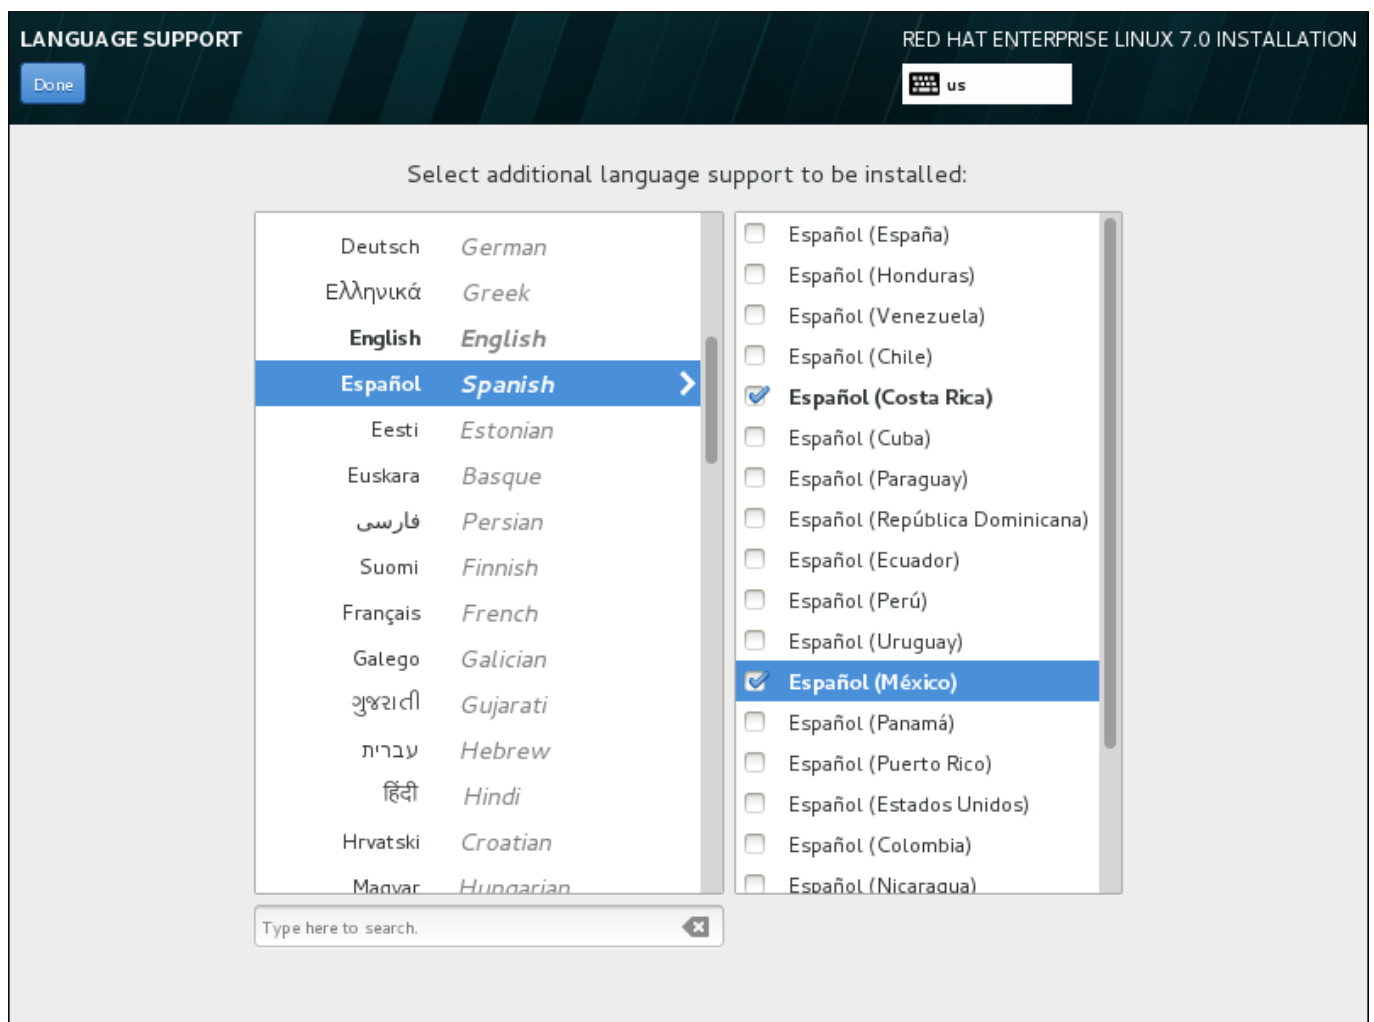 LANGUAGE SUPPORT
RED HAT ENTERPRISE LINUX 7.0 INSTALLATION
Done
us
Select additional language support to be installed:
Deutsch German
Ελληνικά Greek
English English
Español Spanish
Eesti Estonian
Euskara Basque
فارسی Persian
Suomi Finnish
Français French
Galego Galician
ગુજરાતી Gujarati
עברית Hebrew
हिंदी Hindi
Hrvatski Croatian
Magyar Hungarian
Español (España)
Español (Honduras)
Español (Venezuela)
Español (Chile)
Español (Costa Rica)
Español (Cuba)
Español (Paraguay)
Español (República Dominicana)
Español (Ecuador)
Español (Perú)
Español (Uruguay)
Español (México)
Español (Panamá)
Español (Puerto Rico)
Español (Estados Unidos)
Español (Colombia)
Español (Nicaragua)
Type here to search.